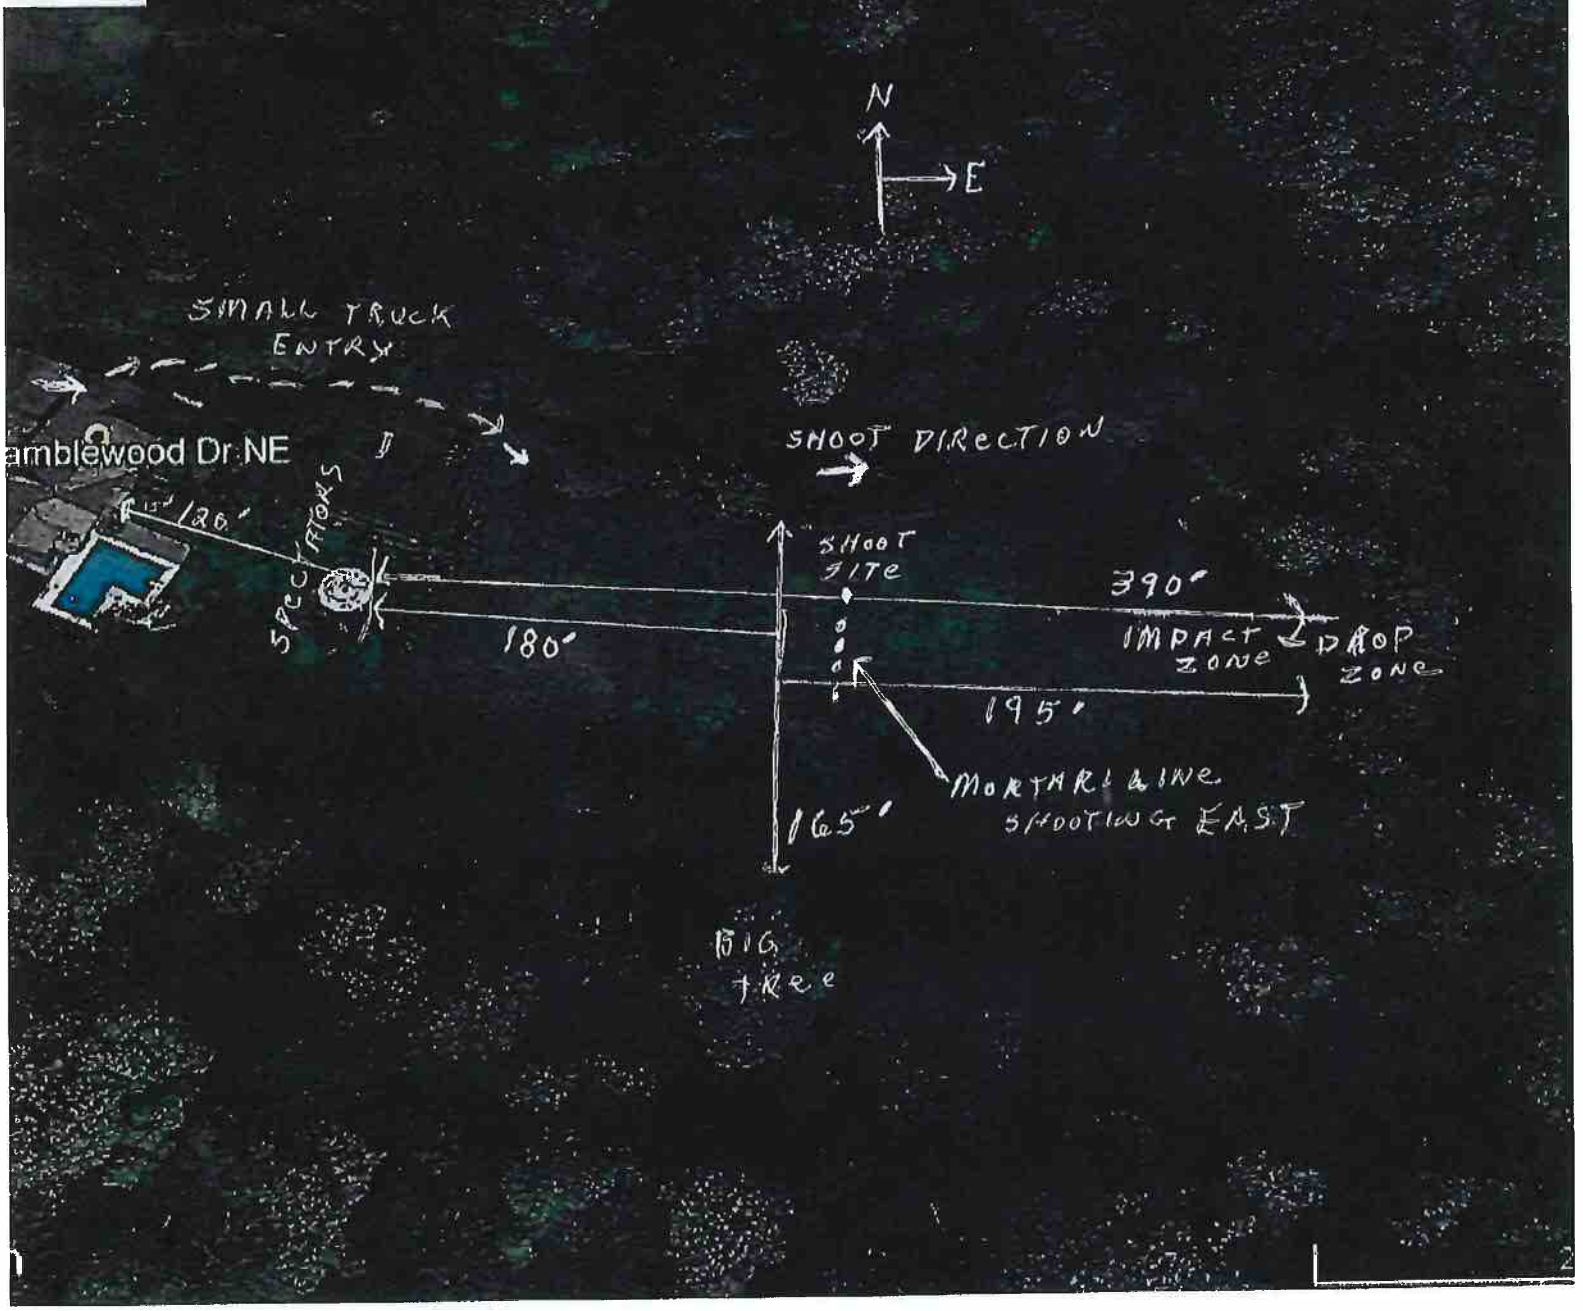 N
E
SMALL TRUCK
ENTRY
SHOOT DIRECTION
amblewood Dr NE
SPECTATORS
120'
SHOOT
SITE
390'
IMPACT
ZONE
DROP
ZONE
180'
195'
MORTAR LINE
SHOOTING EAST
165'
BIG
tRee
2